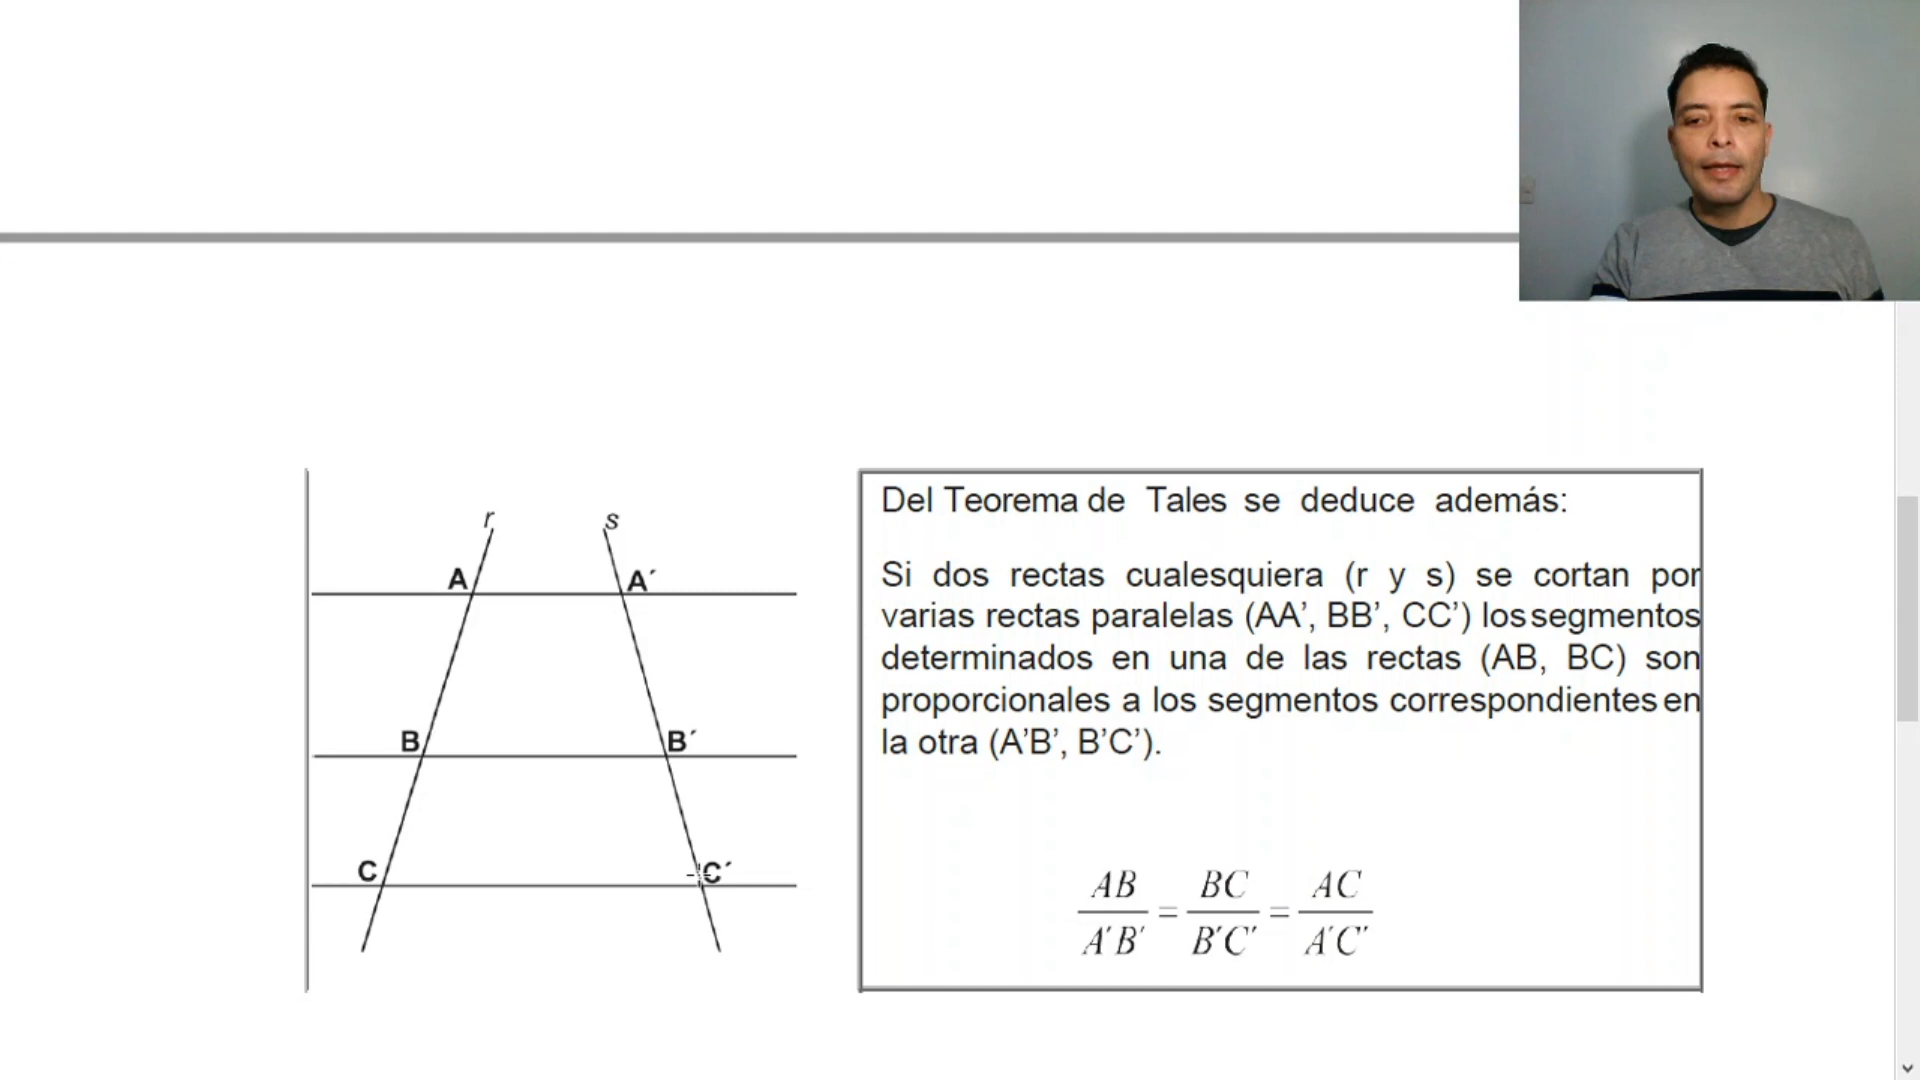 r s
A A´
B B´
C C´
Del Teorema de Tales se deduce además:
Si dos rectas cualesquiera (r y s) se cortan por
varias rectas paralelas (AA’, BB’, CC’) los segmentos
determinados en una de las rectas (AB, BC) son
proporcionales a los segmentos correspondientes en
la otra (A’B’, B’C’).
AB BC AC
= =
A'B' B'C' A'C'